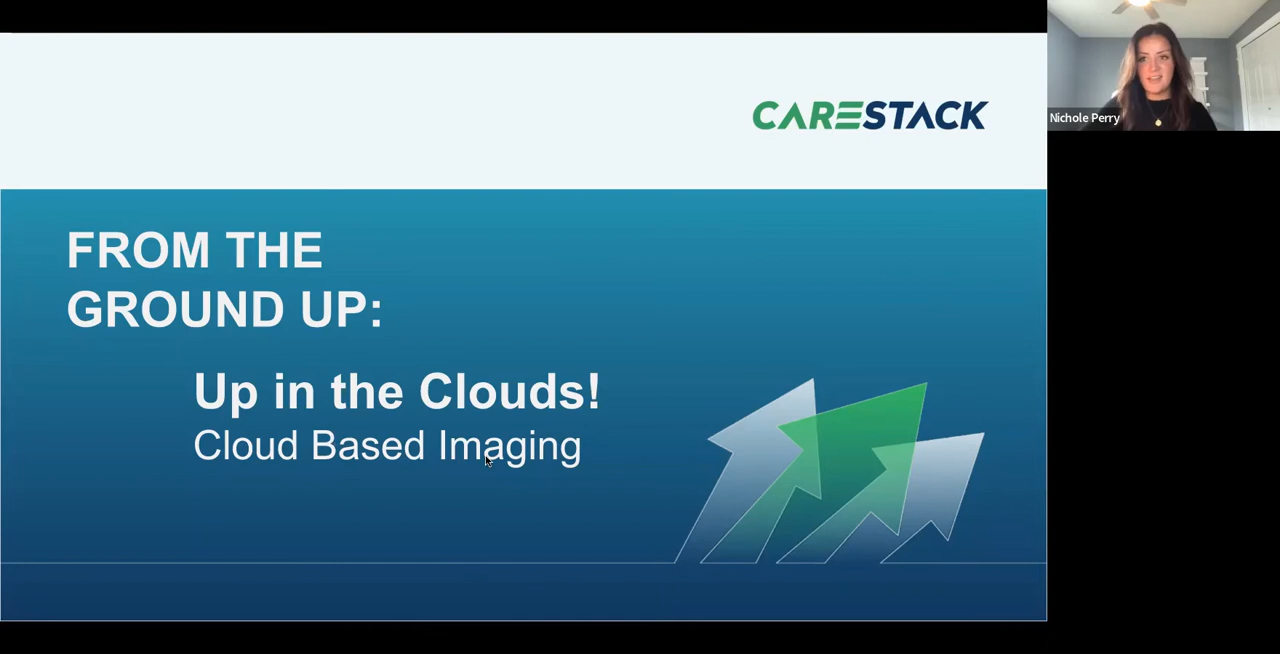 CARESTACK
Nichole Perry
FROM THE
GROUND UP:
Up in the Clouds!
Cloud Based Imaging